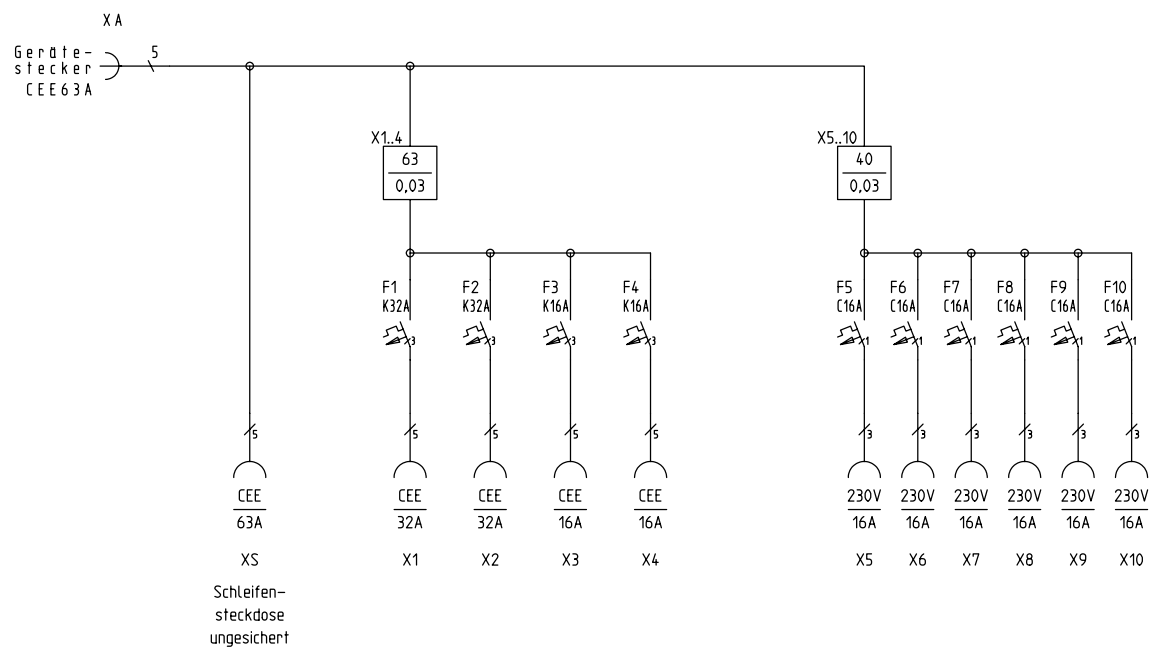 XA
Geräte-
stecker
CEE63A
5
X1..4
63
0,03
X5..10
40
0,03
F1
K32A
F2
K32A
F3
K16A
F4
K16A
F5
C16A
F6
C16A
F7
C16A
F8
C16A
F9
C16A
F10
C16A
3 3 3 3 1 1 1 1 1 1
5 5 5 5 5 3 3 3 3 3 3
CEE CEE CEE CEE CEE 230V 230V 230V 230V 230V 230V
63A 32A 32A 16A 16A 16A 16A 16A 16A 16A 16A
XS X1 X2 X3 X4 X5 X6 X7 X8 X9 X10
Schleifen-
steckdose
ungesichert